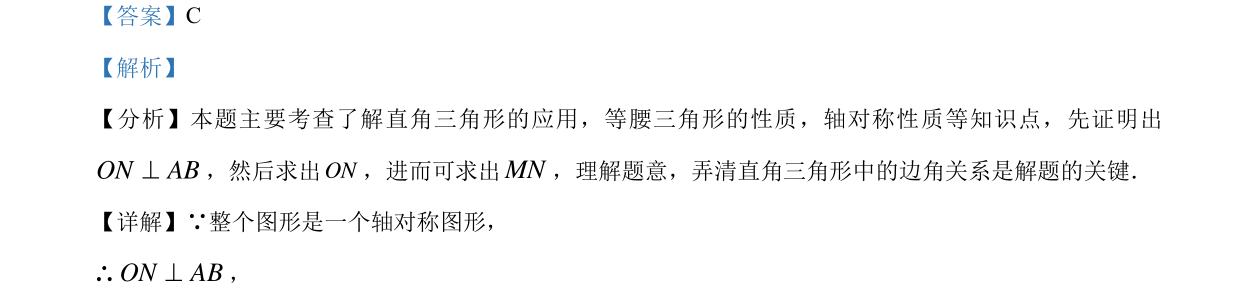 【答案】C
【解析】
【分析】本题主要考查了解直角三角形的应用，等腰三角形的性质，轴对称性质等知识点，先证明出
ON ⊥ AB，然后求出 ON，进而可求出 MN，理解题意，弄清直角三角形中的边角关系是解题的关键．
【详解】∵整个图形是一个轴对称图形，
∴ ON ⊥ AB，